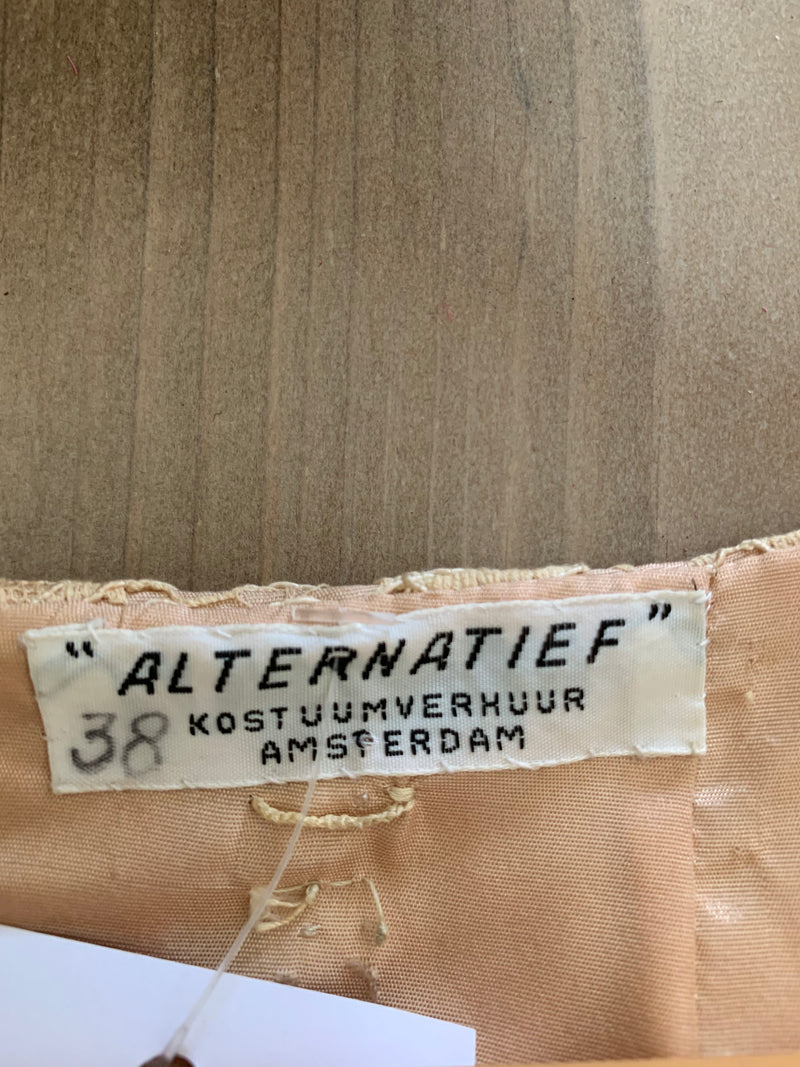 "ALTERNATIEF"
38 KOSTUUMVERHUUR
AMSTERDAM